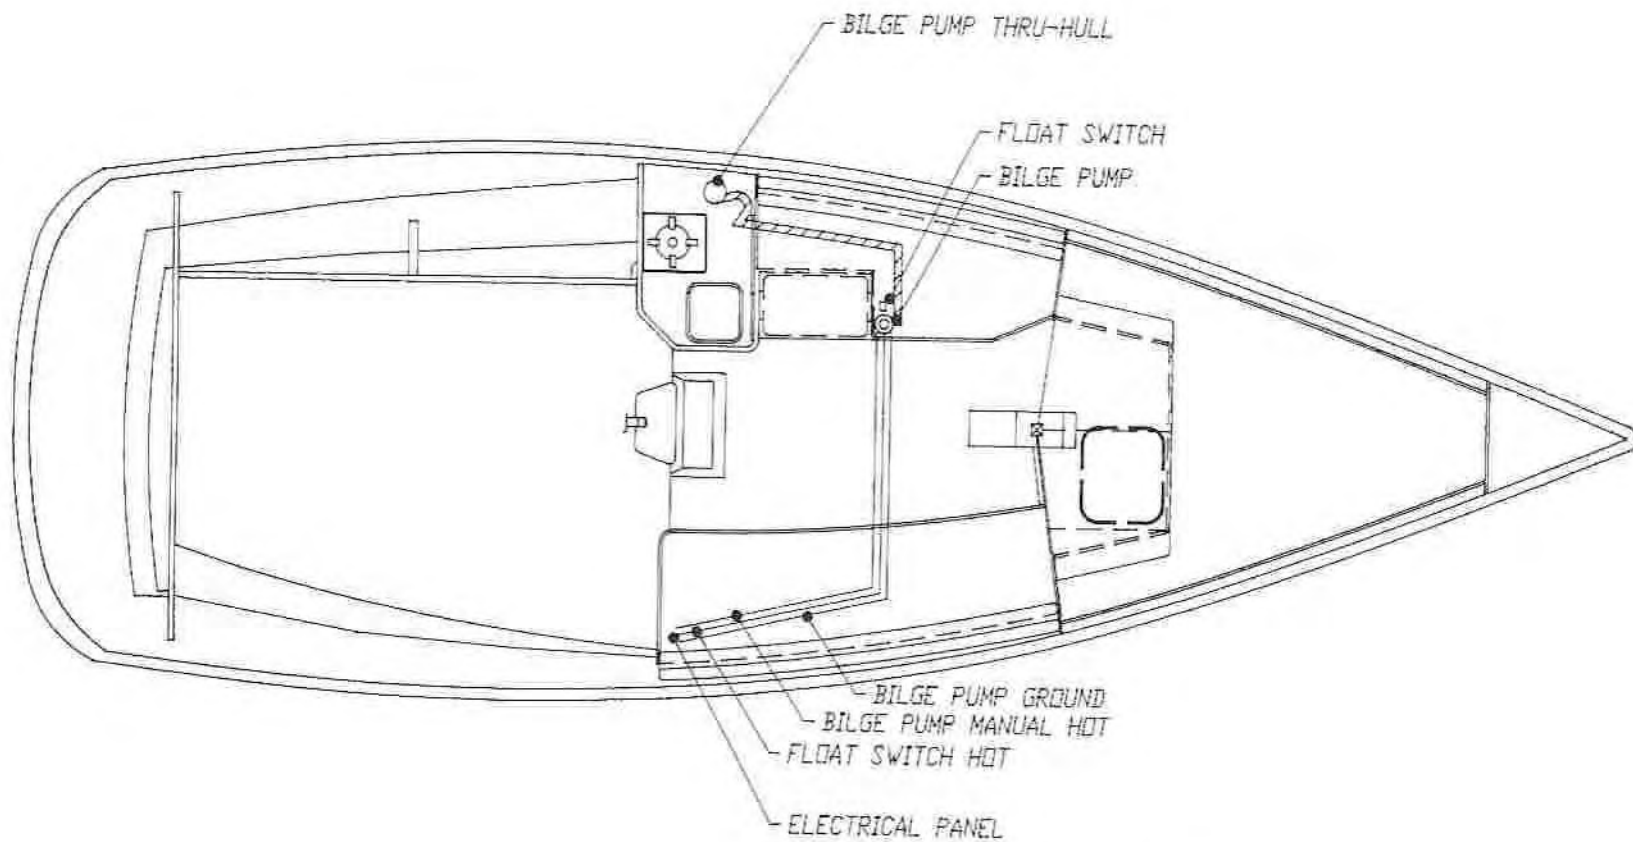 BILGE PUMP THRU-HULL
FLOAT SWITCH
BILGE PUMP
BILGE PUMP GROUND
BILGE PUMP MANUAL HOT
FLOAT SWITCH HOT
ELECTRICAL PANEL